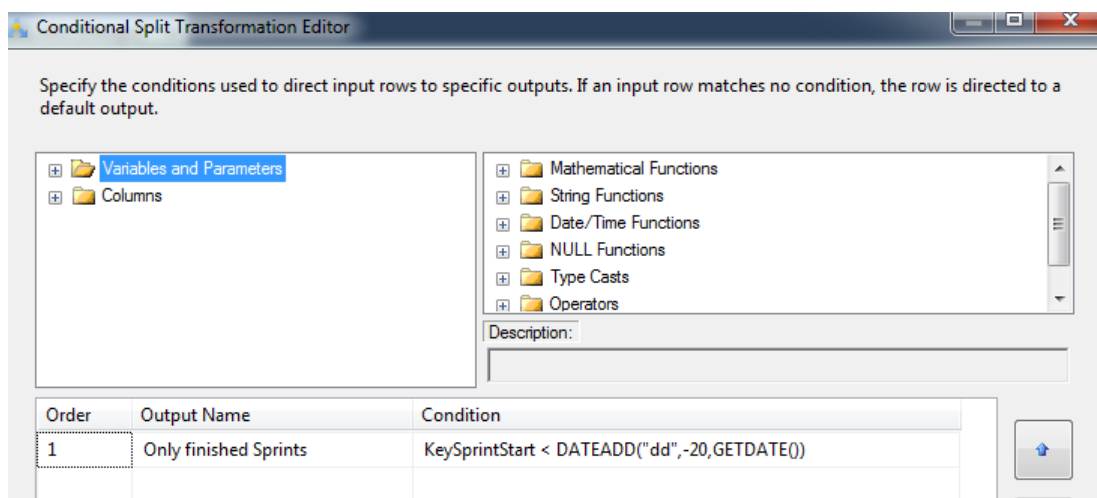 Conditional Split Transformation Editor
Specify the conditions used to direct input rows to specific outputs. If an input row matches no condition, the row is directed to a
default output.
Variables and Parameters
Columns
Mathematical Functions
String Functions
Date/Time Functions
NULL Functions
Type Casts
Operators
Description:
Order Output Name Condition
1 Only finished Sprints KeySprintStart < DATEADD("dd",-20,GETDATE())